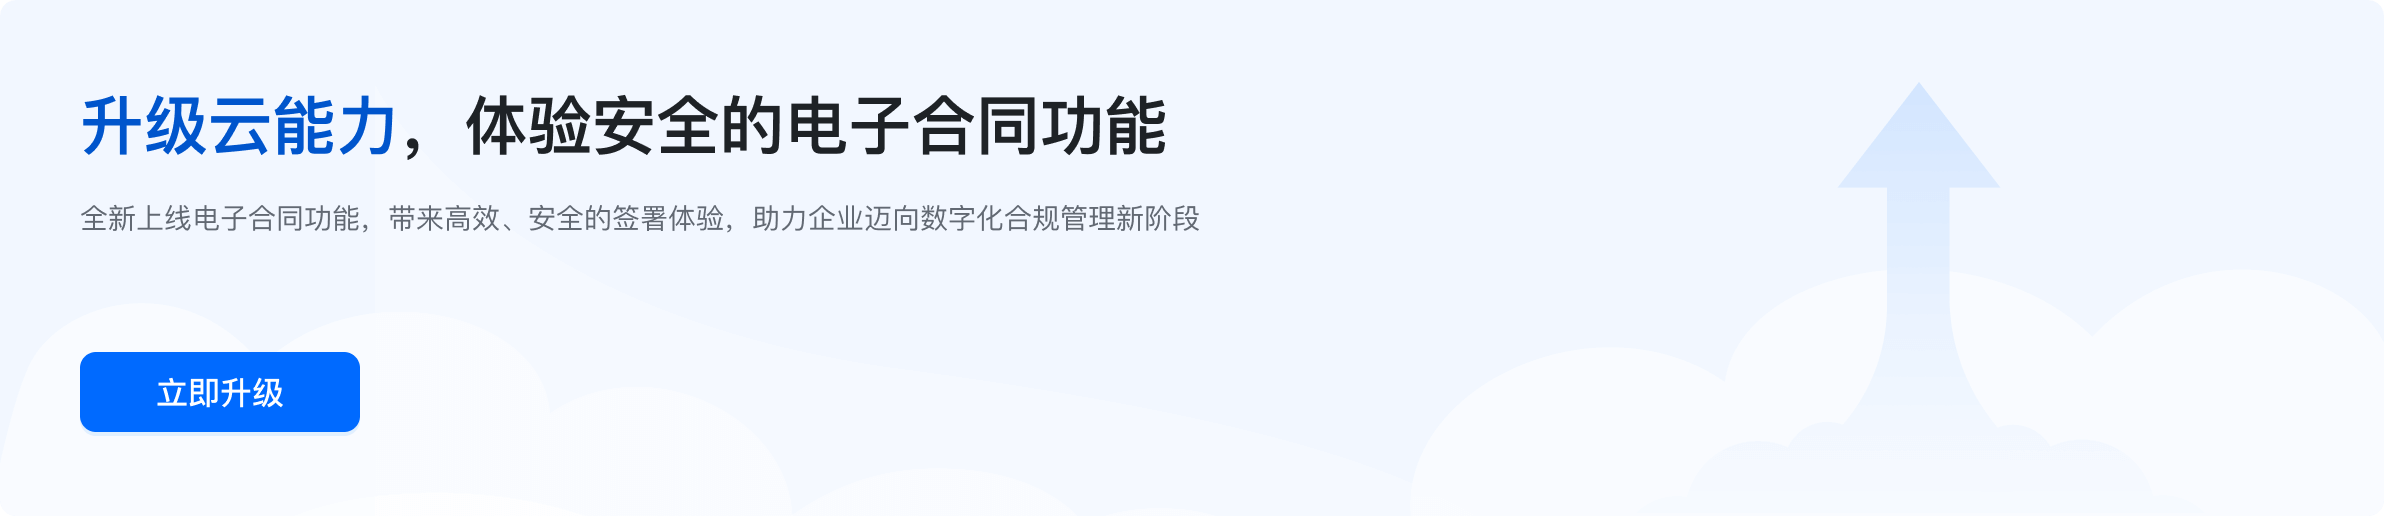 升级云能力，体验安全的电子合同功能
全新上线电子合同功能，带来高效、安全的签署体验，助力企业迈向数字化合规管理新阶段
立即升级